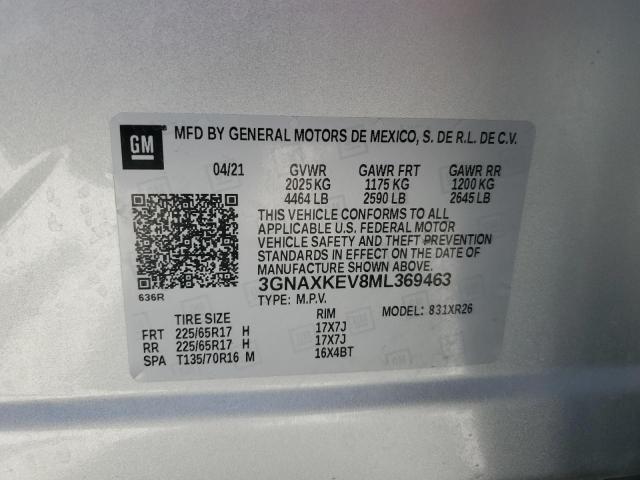 GM
MFD BY GENERAL MOTORS DE MEXICO, S. DE R.L. DE C.V.
04/21 GVWR GAWR FRT GAWR RR
2025 KG 1175 KG 1200 KG
4464 LB 2590 LB 2645 LB
THIS VEHICLE CONFORMS TO ALL
APPLICABLE U.S. FEDERAL MOTOR
VEHICLE SAFETY AND THEFT PREVENTION
STANDARDS IN EFFECT ON THE DATE OF
MANUFACTURE SHOWN ABOVE.
3GNAXKEV8ML369463
636R
TYPE: M.P.V. MODEL: 831XR26
TIRE SIZE RIM
FRT 225/65R17 H 17X7J
RR 225/65R17 H 17X7J
SPA T135/70R16 M 16X4BT